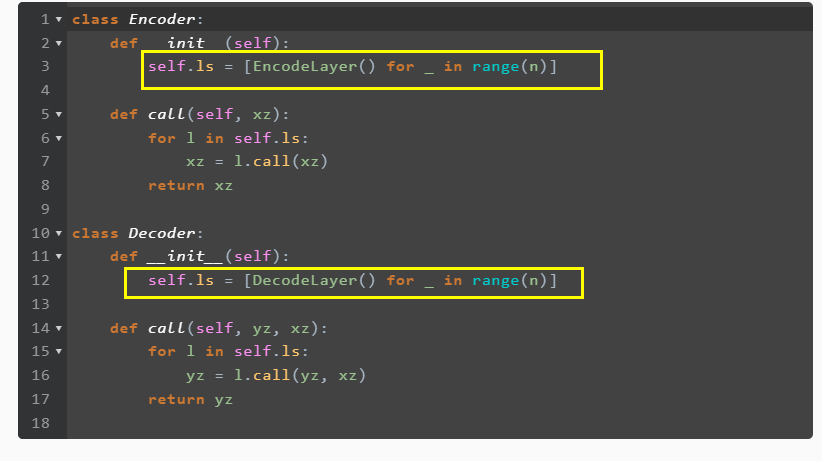 1 class Encoder:
2 def __init__(self):
3 self.ls = [EncodeLayer() for _ in range(n)]
4
5 def call(self, xz):
6 for l in self.ls:
7 xz = l.call(xz)
8 return xz
9
10 class Decoder:
11 def __init__(self):
12 self.ls = [DecodeLayer() for _ in range(n)]
13
14 def call(self, yz, xz):
15 for l in self.ls:
16 yz = l.call(yz, xz)
17 return yz
18